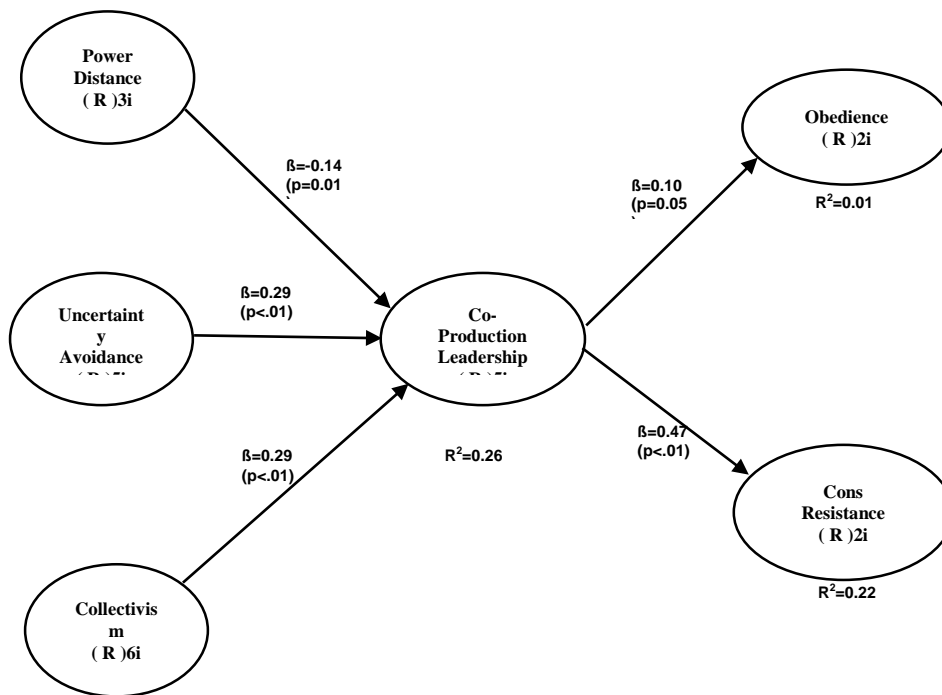 Power
Distance
( R )3i
ß=-0.14
(p=0.01
Obedience
( R )2i
R²=0.01
ß=0.10
(p=0.05
Uncertaint
y
Avoidance
ß=0.29
(p<.01)
Co-
Production
Leadership
R²=0.26
ß=0.29
(p<.01)
ß=0.47
(p<.01)
Cons
Resistance
( R )2i
R²=0.22
Collectivis
m
( R )6i